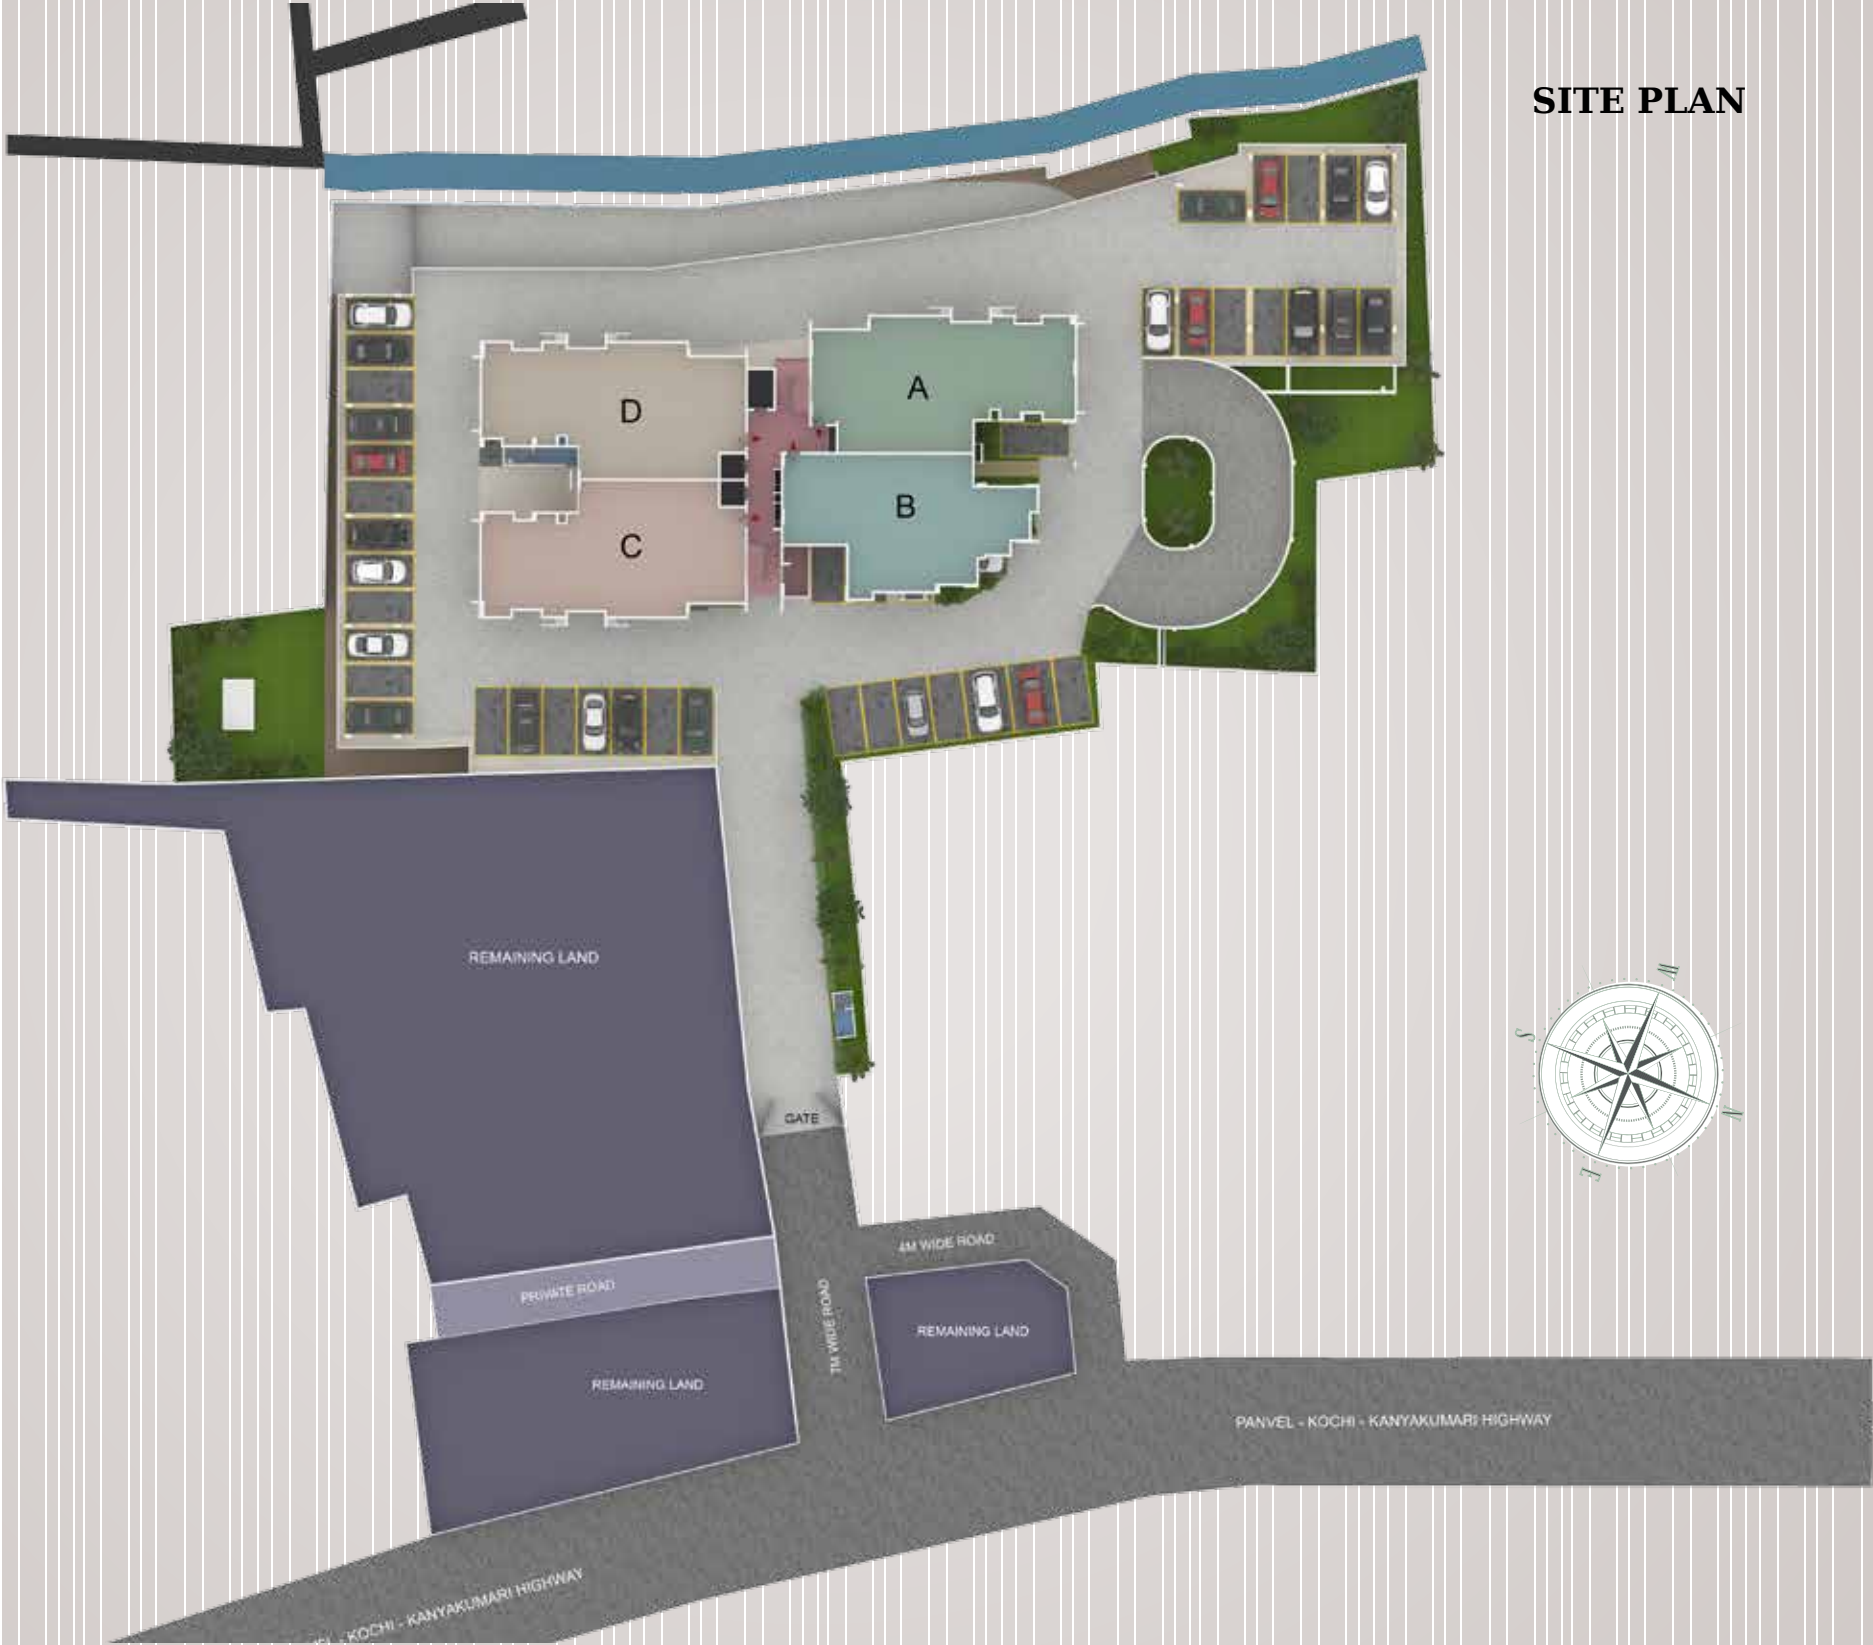 SITE PLAN
A
D
B
C
REMAINING LAND
W
S
N
E
GATE
4M WIDE ROAD
PRIVATE ROAD
7M WIDE ROAD
REMAINING LAND
REMAINING LAND
PANVEL - KOCHI - KANYAKUMARI HIGHWAY
- KOCHI - KANYAKUMARI HIGHWAY